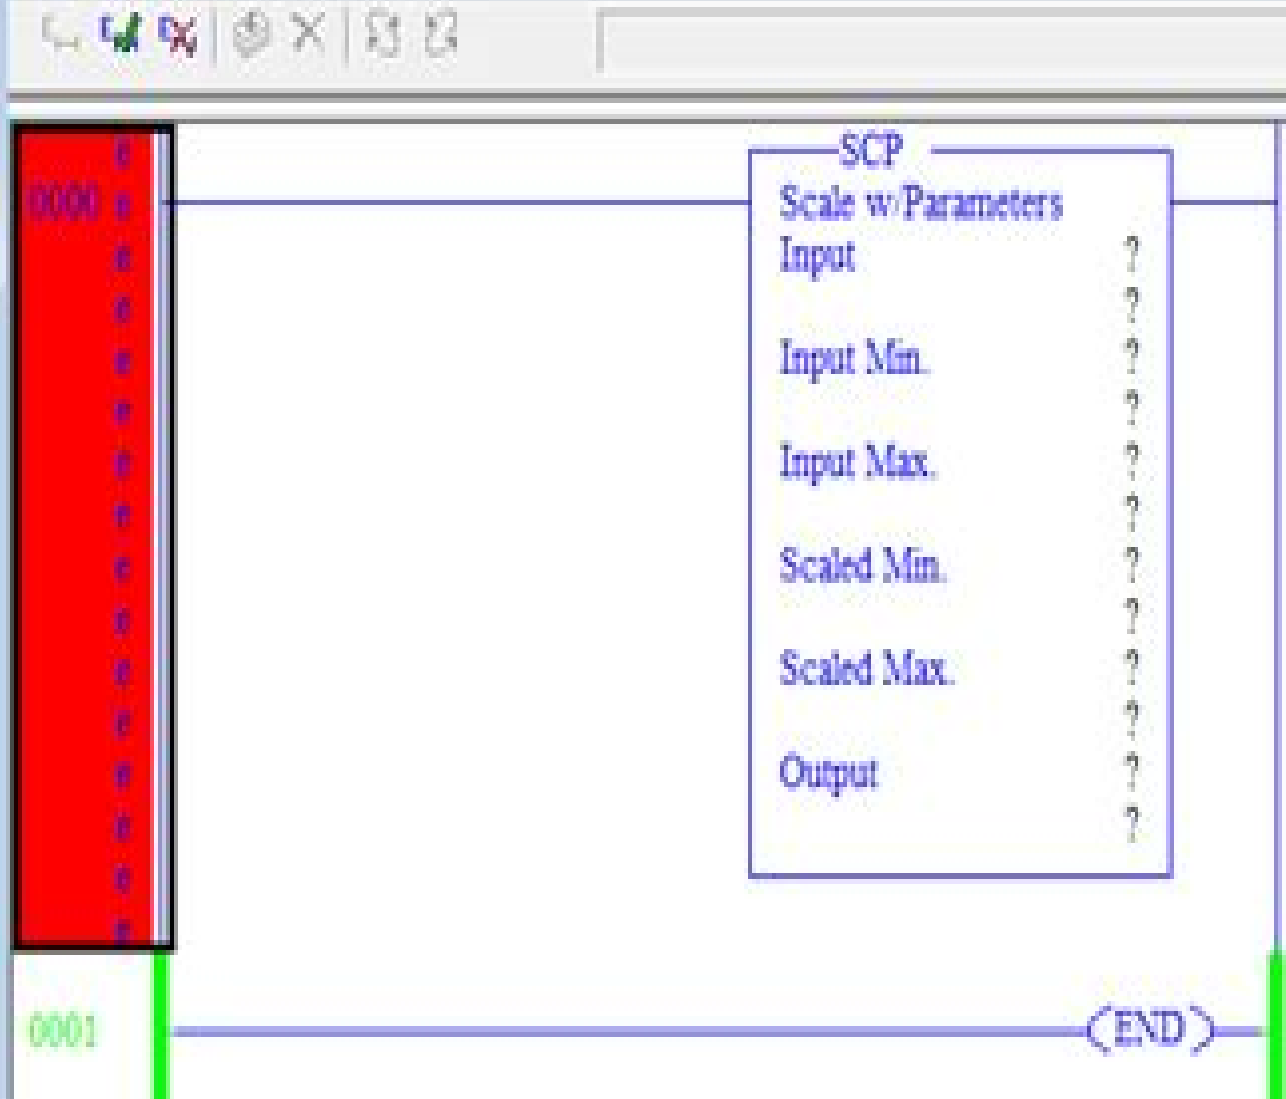 SCP
0000 e Scale w/Parameters
e
e Input ?
e ?
e Input Min. ?
e ?
e Input Max. ?
e ?
e Scaled Min. ?
e ?
e Scaled Max. ?
e ?
e Output ?
e ?
e
e
0001 (END)